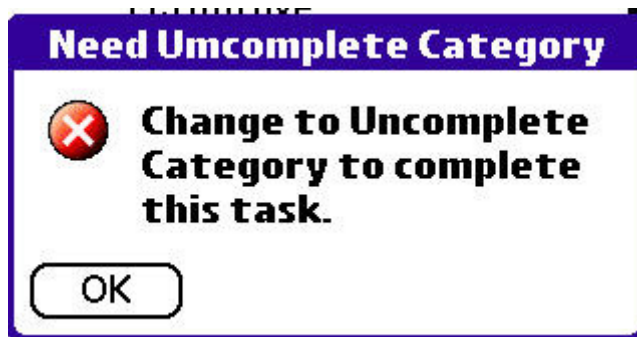 Need Umcomplete Category
Change to Uncomplete
Category to complete
this task.
OK